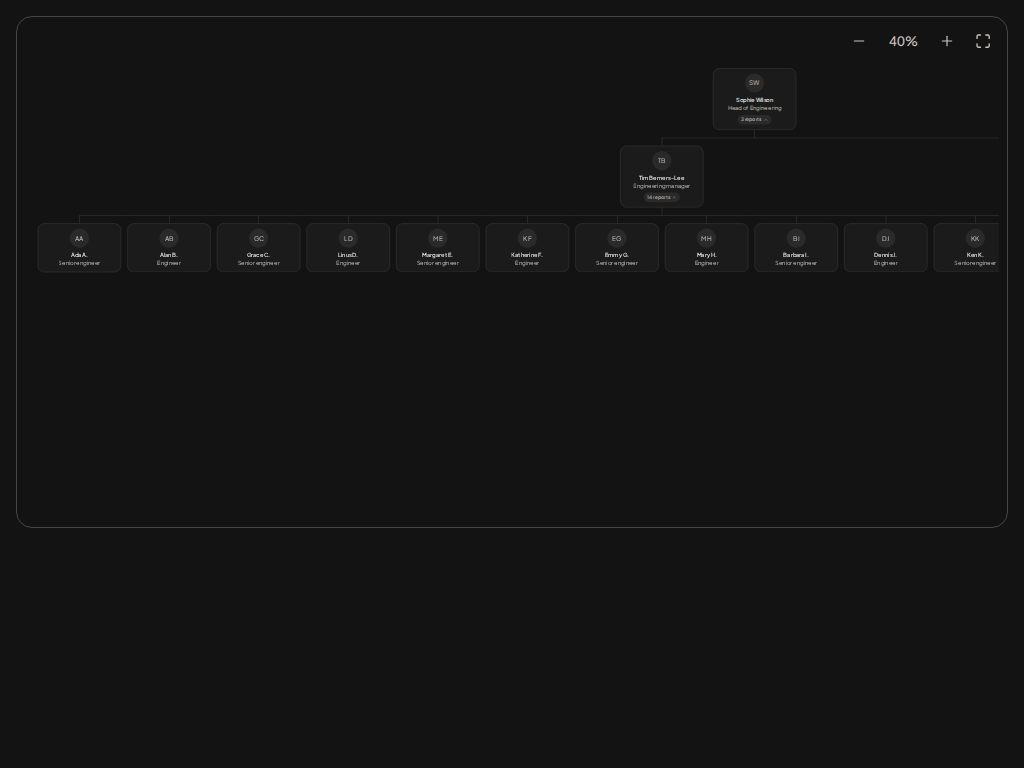 40%
SW
Sophie Wilson
Head of Engineering
2 reports
TB
Tim Berners-Lee
Engineering manager
14 reports
AA
Ada A.
Senior engineer
AB
Alan B.
Engineer
GC
Grace C.
Senior engineer
LD
Linus D.
Engineer
ME
Margaret E.
Senior engineer
KF
Katherine F.
Engineer
EG
Emmy G.
Senior engineer
MH
Mary H.
Engineer
BI
Barbara I.
Senior engineer
DJ
Dennis J.
Engineer
KK
Ken K.
Senior engineer